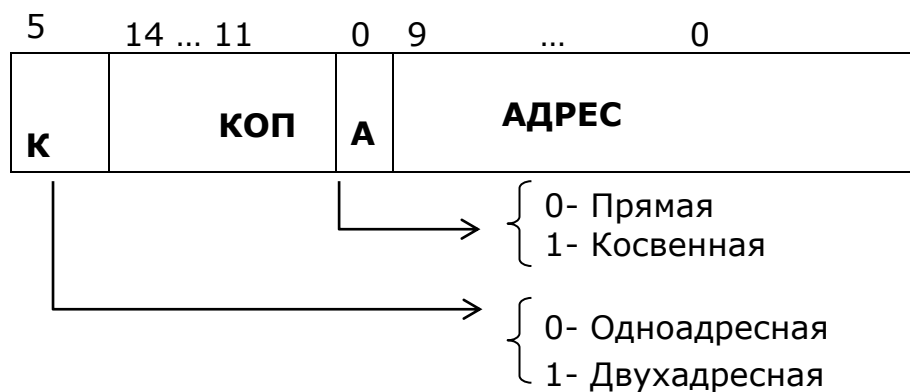 5 14 ... 11 0 9 ... 0
К КОП А АДРЕС
0- Прямая
1- Косвенная
0- Одноадресная
1- Двухадресная